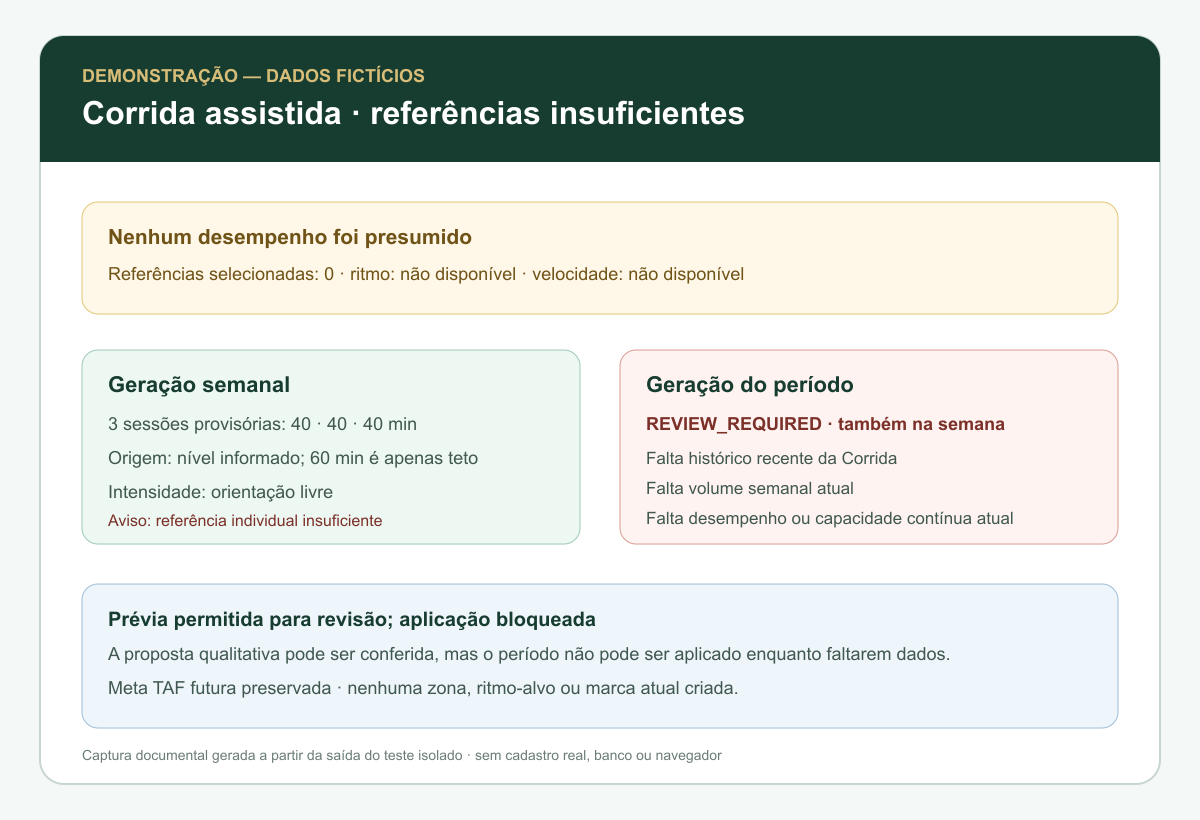 DEMONSTRAÇÃO — DADOS FICTÍCIOS
Corrida assistida · referências insuficientes
Nenhum desempenho foi presumido
Referências selecionadas: 0 · ritmo: não disponível · velocidade: não disponível
Geração semanal
3 sessões provisórias: 40 · 40 · 40 min
Origem: nível informado; 60 min é apenas teto
Intensidade: orientação livre
Aviso: referência individual insuficiente
Geração do período
REVIEW_REQUIRED · também na semana
Falta histórico recente da Corrida
Falta volume semanal atual
Falta desempenho ou capacidade contínua atual
Prévia permitida para revisão; aplicação bloqueada
A proposta qualitativa pode ser conferida, mas o período não pode ser aplicado enquanto faltarem dados.
Meta TAF futura preservada · nenhuma zona, ritmo-alvo ou marca atual criada.
Captura documental gerada a partir da saída do teste isolado · sem cadastro real, banco ou navegador